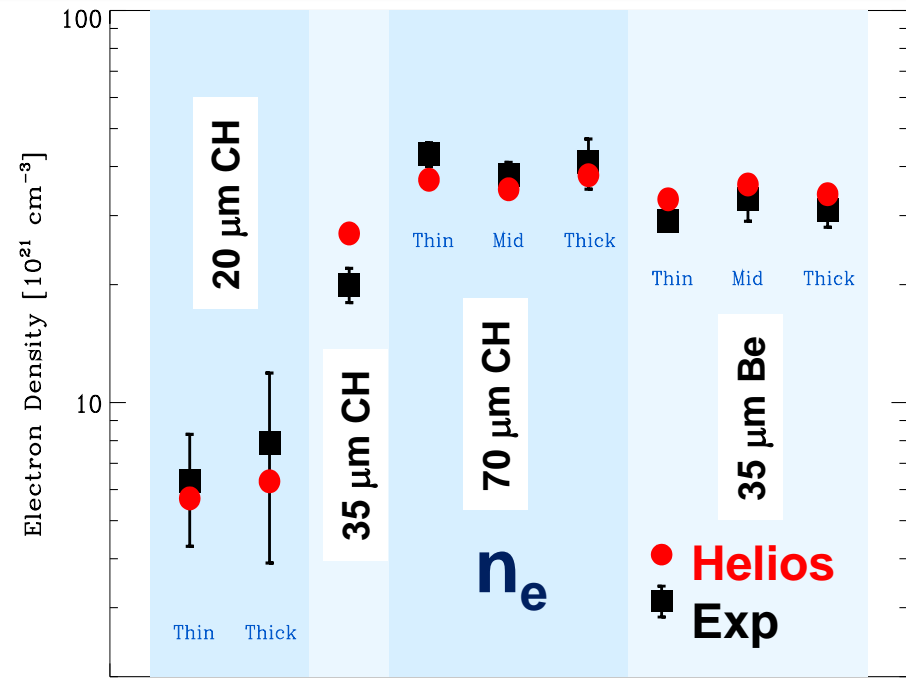 100
10
Electron Density [10²¹ cm⁻³]
20 μm CH
Thin Thick
35 μm CH
Thin Mid Thick
70 μm CH
nₑ
Thin Mid Thick
35 μm Be
Helios
Exp